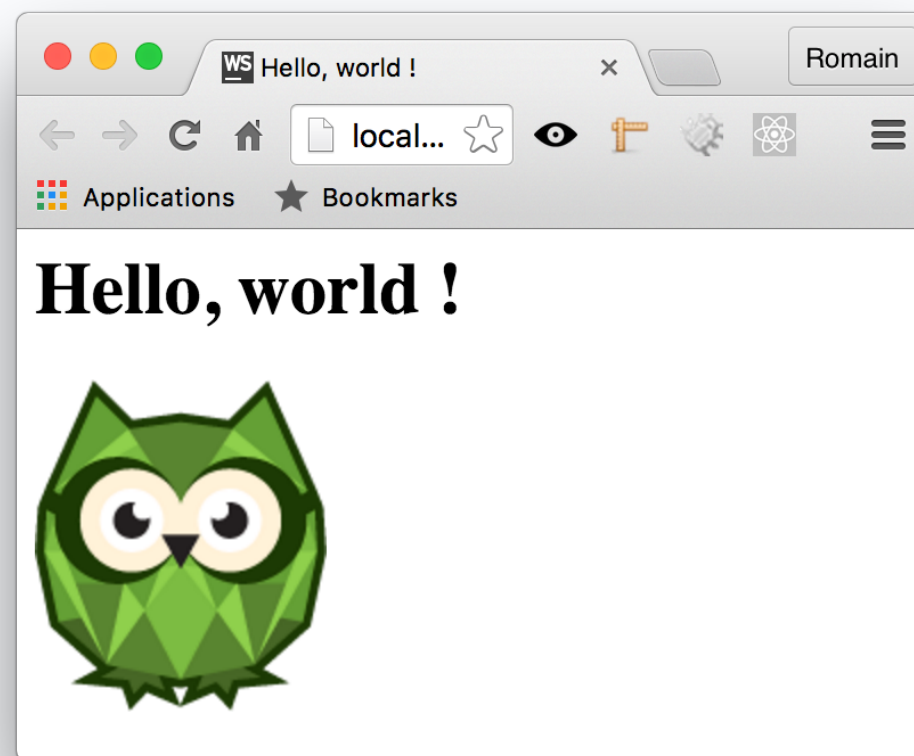 WS Hello, world !
Romain
local...
Applications
Bookmarks
Hello, world !